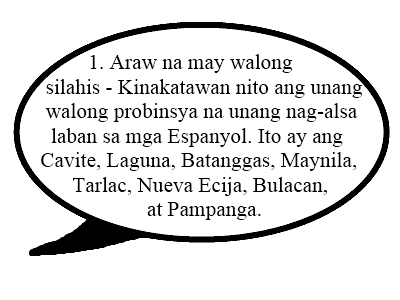 1. Araw na may walong
silahis - Kinakatawan nito ang unang
walong probinsya na unang nag-alsa
laban sa mga Espanyol. Ito ay ang
Cavite, Laguna, Batanggas, Maynila,
Tarlac, Nueva Ecija, Bulacan,
at Pampanga.